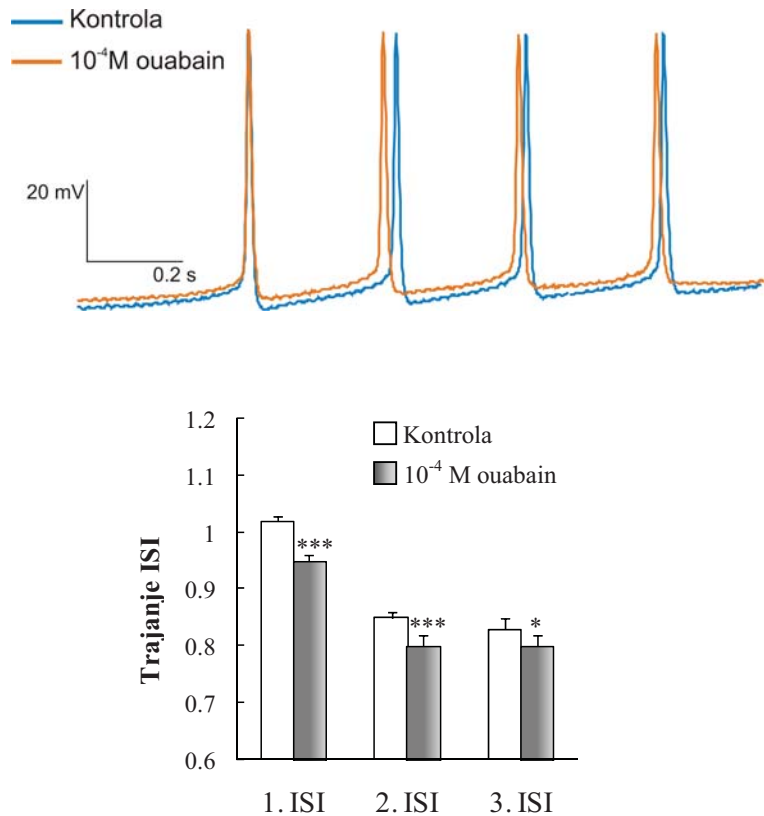 Kontrola
10⁻⁴M ouabain
20 mV
0.2 s
1.2
1.1
1
0.9
0.8
0.7
0.6
Trajanje ISI
Kontrola
10⁻⁴ M ouabain
***
***
*
1. ISI 2. ISI 3. ISI